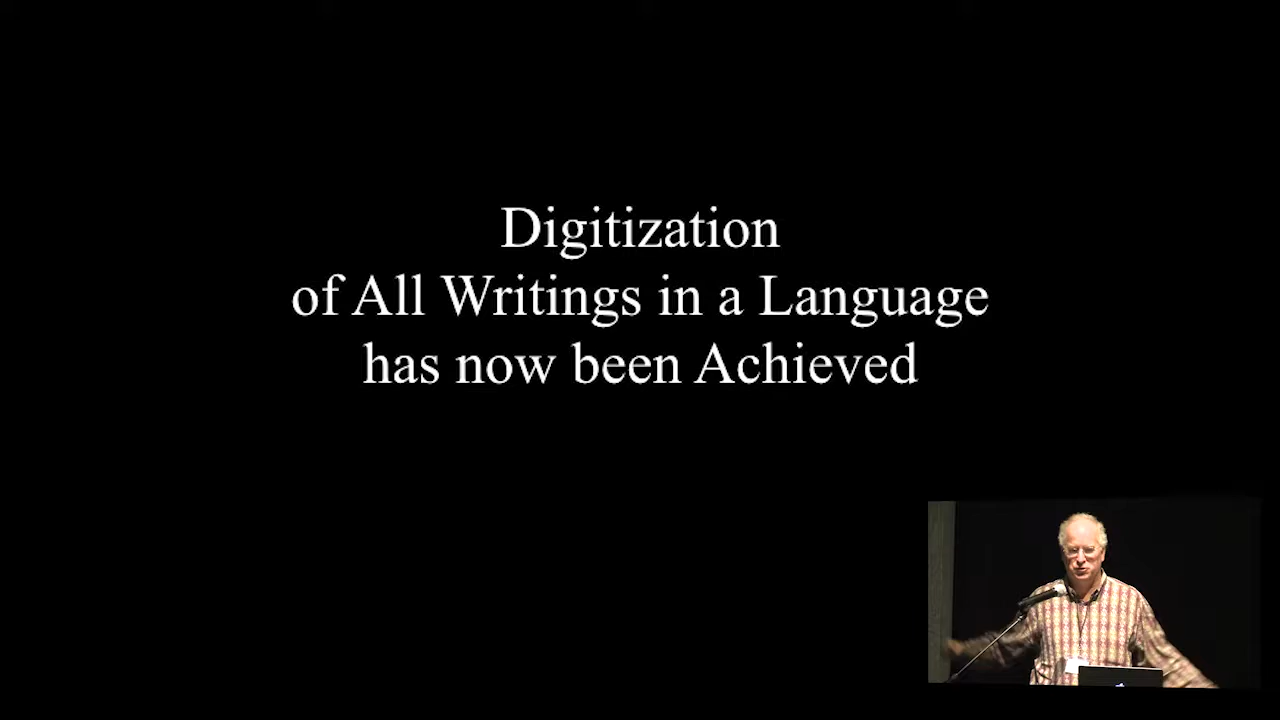 Digitization
of All Writings in a Language
has now been Achieved